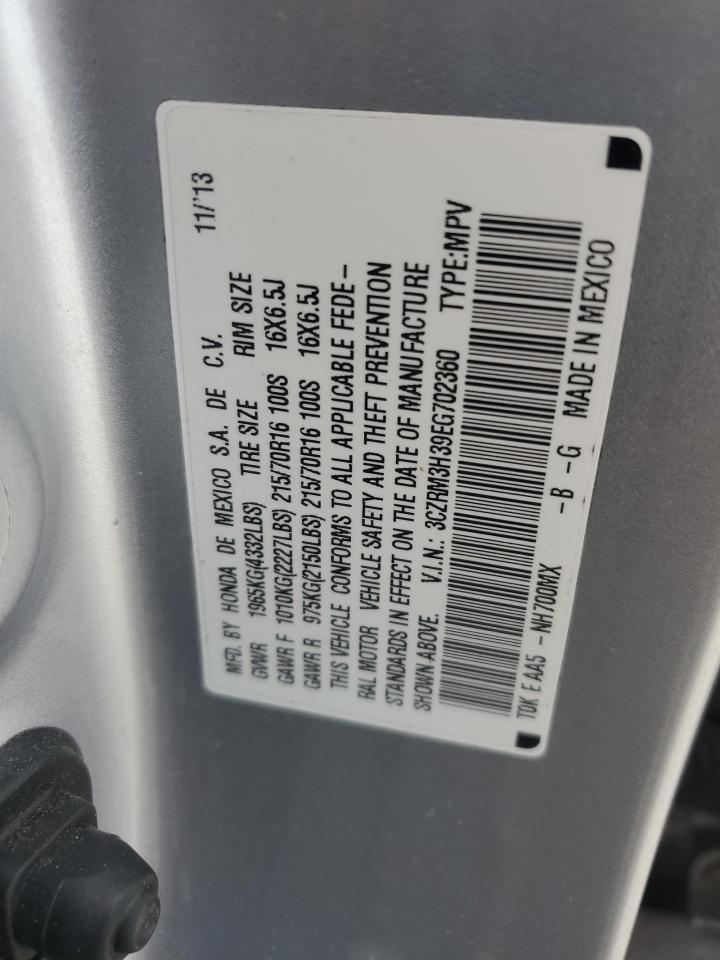 MFD. BY HONDA DE MEXICO S.A. DE C.V. 11/'13
GVWR 1965KG(4332LBS) TIRE SIZE RIM SIZE
GAWR F 1010KG(2227LBS) 215/70R16 100S 16X6.5J
GAWR R 975KG(2150LBS) 215/70R16 100S 16X6.5J
THIS VEHICLE CONFORMS TO ALL APPLICABLE FEDE-
RAL MOTOR VEHICLE SAFETY AND THEFT PREVENTION
STANDARDS IN EFFECT ON THE DATE OF MANUFACTURE
SHOWN ABOVE. V.I.N.: 3CZRM3H39EG702360 TYPE:MPV
T0K E AA5 -NH700MX -B -G MADE IN MEXICO